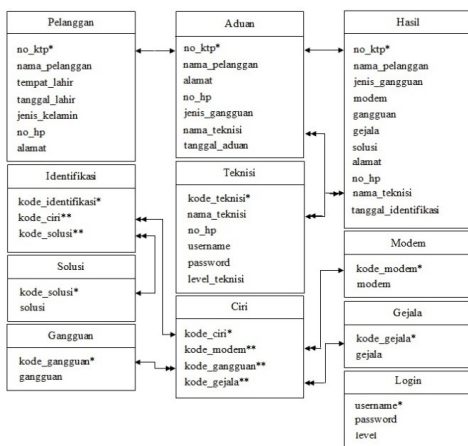 Pelanggan
no_ktp*
nama_pelanggan
tempat_lahir
tanggal_lahir
jenis_kelamin
no_hp
alamat
Aduan
no_ktp*
nama_pelanggan
alamat
no_hp
jenis_gangguan
nama_teknisi
tanggal_aduan
Hasil
no_ktp*
nama_pelanggan
jenis_gangguan
modem
gangguan
gejala
solusi
alamat
no_hp
nama_teknisi
tanggal_identifikasi
Identifikasi
kode_identifikasi*
kode_ciri**
kode_solusi**
Teknisi
kode_teknisi*
nama_teknisi
no_hp
username
password
level_teknisi
Modem
kode_modem*
modem
Solusi
kode_solusi*
solusi
Ciri
kode_ciri*
kode_modem**
kode_gangguan**
kode_gejala**
Gejala
kode_gejala*
gejala
Gangguan
kode_gangguan*
gangguan
Login
username*
password
level